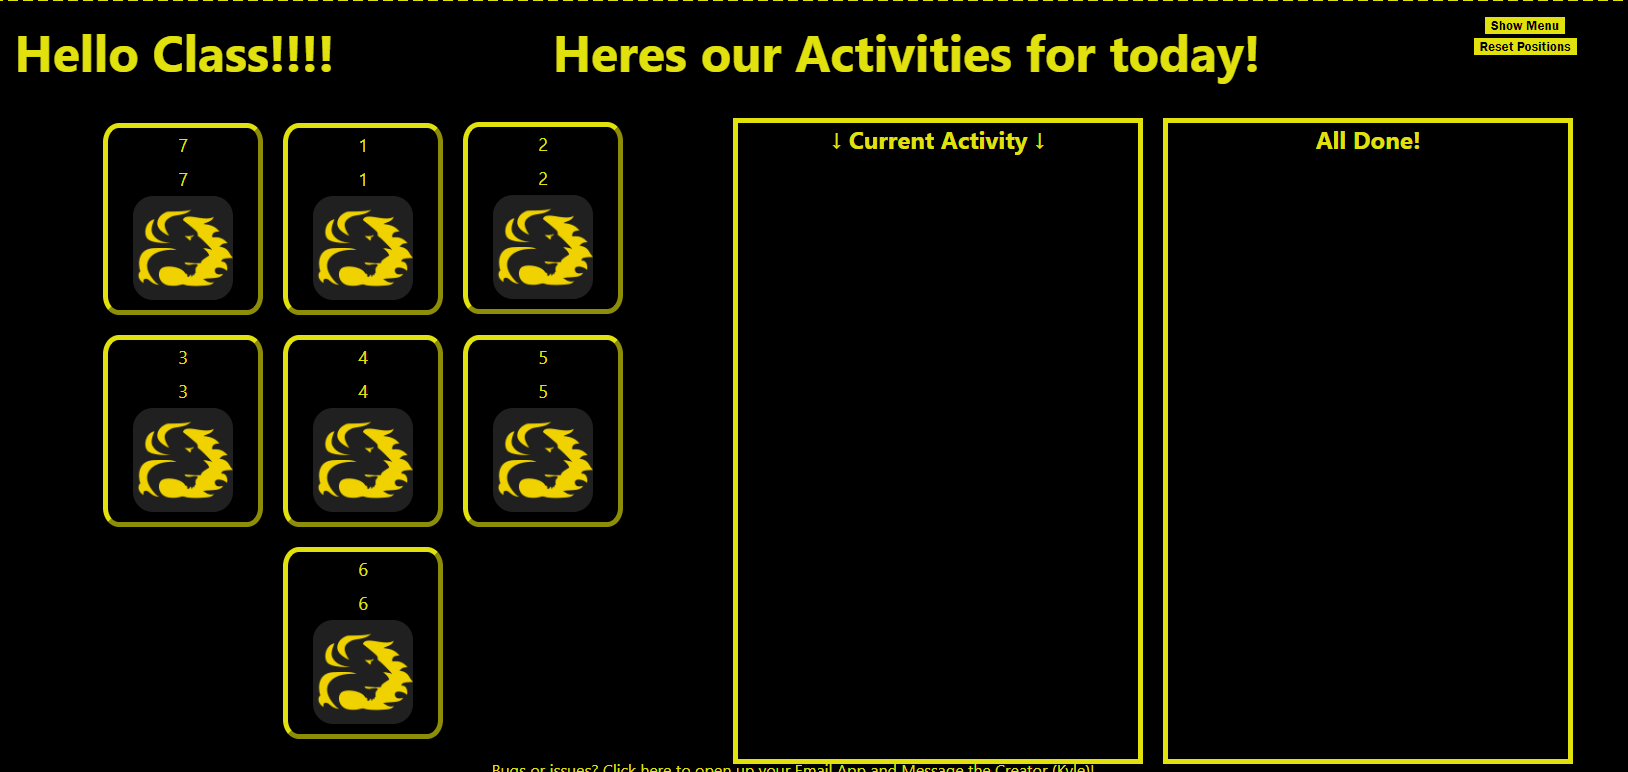 Hello Class!!!!
Heres our Activities for today!
Show Menu
Reset Positions
7
7
1
1
2
2
3
3
4
4
5
5
6
6
↓ Current Activity ↓
All Done!
Bugs or issues? Click here to open up your Email App and Message the Creator (Kyle)!